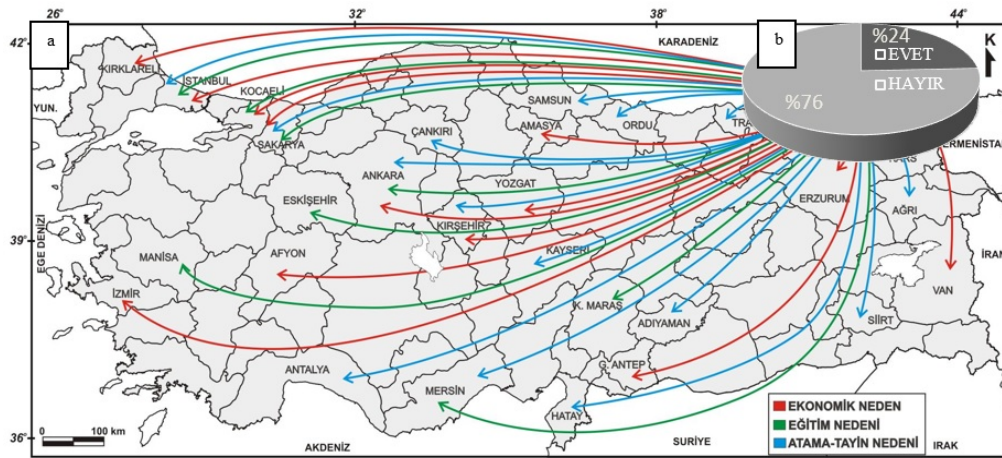 26°
32°
38°
44°
42°
a
KARADENİZ
b
%24
EVET
HAYIR
%76
K
KIRKLARELİ
İSTANBUL
KOCAELİ
YUN.
SAKARYA
SAMSUN
ORDU
TRA
AMASYA
ÇANKIRI
ERMENİSTAN
ANKARA
YOZGAT
ESKİŞEHİR
ERZURUM
AĞRI
KIRŞEHİR
EGE DENİZİ
39°
MANİSA
AFYON
KAYSERİ
İRAN
VAN
İZMİR
K. MARAŞ
ADIYAMAN
SİİRT
ANTALYA
MERSİN
G. ANTEP
HATAY
EKONOMİK NEDEN
EĞİTİM NEDENİ
ATAMA-TAYİN NEDENİ
36°
0
100 km
AKDENİZ
SURİYE
IRAK